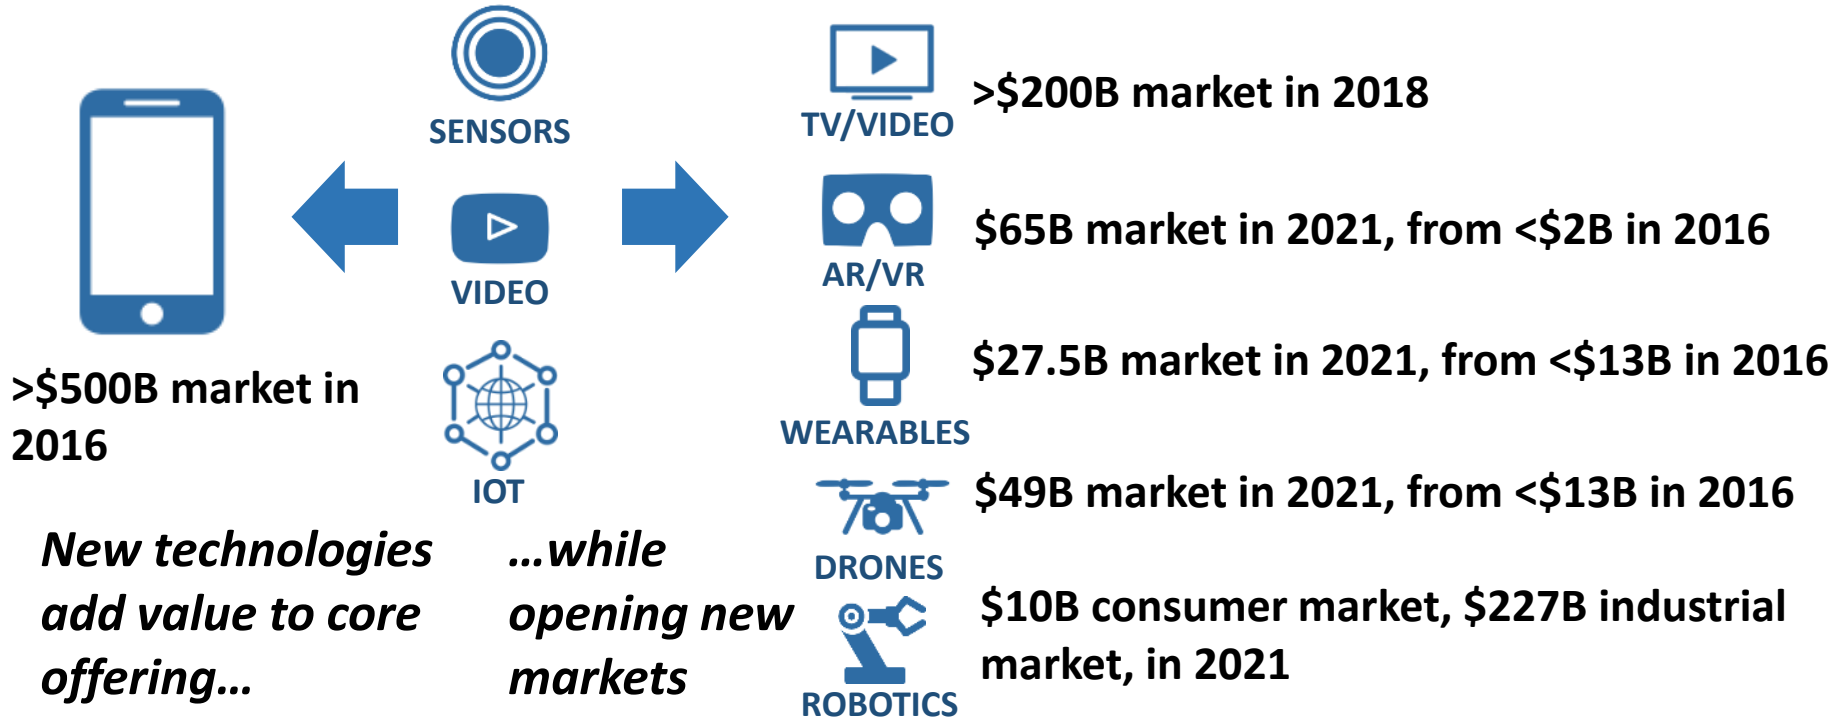 >$500B market in
2016
New technologies
add value to core
offering…
SENSORS
VIDEO
IOT
…while
opening new
markets
TV/VIDEO
>$200B market in 2018
AR/VR
$65B market in 2021, from <$2B in 2016
WEARABLES
$27.5B market in 2021, from <$13B in 2016
DRONES
$49B market in 2021, from <$13B in 2016
ROBOTICS
$10B consumer market, $227B industrial
market, in 2021